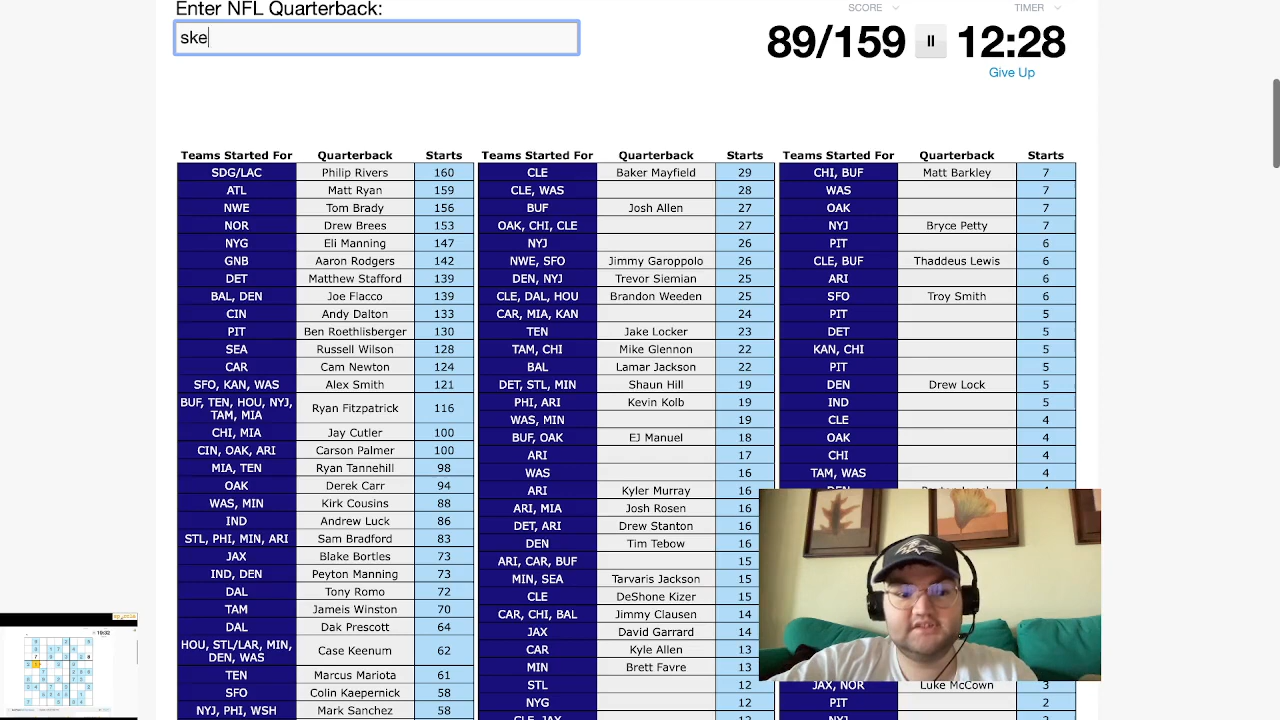 Enter NFL Quarterback:
SCORE
TIMER
ske
89/159
12:28
Give Up
Teams Started For Quarterback Starts Teams Started For Quarterback Starts Teams Started For Quarterback Starts
SDG/LAC Philip Rivers 160 CLE Baker Mayfield 29 CHI, BUF Matt Barkley 7
ATL Matt Ryan 159 CLE, WAS 28 WAS 7
NWE Tom Brady 156 BUF Josh Allen 27 OAK 7
NOR Drew Brees 153 OAK, CHI, CLE 27 NYJ Bryce Petty 7
NYG Eli Manning 147 NYJ 26 PIT 6
GNB Aaron Rodgers 142 NWE, SFO Jimmy Garoppolo 26 CLE, BUF Thaddeus Lewis 6
DET Matthew Stafford 139 DEN, NYJ Trevor Siemian 25 ARI 6
BAL, DEN Joe Flacco 139 CLE, DAL, HOU Brandon Weeden 25 SFO Troy Smith 6
CIN Andy Dalton 133 CAR, MIA, KAN 24 PIT 5
PIT Ben Roethlisberger 130 TEN Jake Locker 23 DET 5
SEA Russell Wilson 128 TAM, CHI Mike Glennon 22 KAN, CHI 5
CAR Cam Newton 124 BAL Lamar Jackson 22 PIT 5
SFO, KAN, WAS Alex Smith 121 DET, STL, MIN Shaun Hill 19 DEN Drew Lock 5
BUF, TEN, HOU, NYJ, TAM, MIA Ryan Fitzpatrick 116 PHI, ARI Kevin Kolb 19 IND 5
WAS, MIN 19 CLE 4
CHI, MIA Jay Cutler 100 BUF, OAK EJ Manuel 18 OAK 4
CIN, OAK, ARI Carson Palmer 100 ARI 17 CHI 4
MIA, TEN Ryan Tannehill 98 WAS 16 TAM, WAS 4
OAK Derek Carr 94 ARI Kyler Murray 16
WAS, MIN Kirk Cousins 88 ARI, MIA Josh Rosen 16
IND Andrew Luck 86 DET, ARI Drew Stanton 16
STL, PHI, MIN, ARI Sam Bradford 83 DEN Tim Tebow 16
JAX Blake Bortles 73 ARI, CAR, BUF 15
IND, DEN Peyton Manning 73 MIN, SEA Tarvaris Jackson 15
DAL Tony Romo 72 CLE DeShone Kizer 15
TAM Jameis Winston 70 CAR, CHI, BAL Jimmy Clausen 14
DAL Dak Prescott 64 JAX David Garrard 14
HOU, STL/LAR, MIN, DEN, WAS Case Keenum 62 CAR Kyle Allen 13
TEN Marcus Mariota 61 MIN Brett Favre 13
SFO Colin Kaepernick 58 STL 12 JAX, NOR Luke McCown 3
NYJ, PHI, WSH Mark Sanchez 58 NYG 12 PIT 2